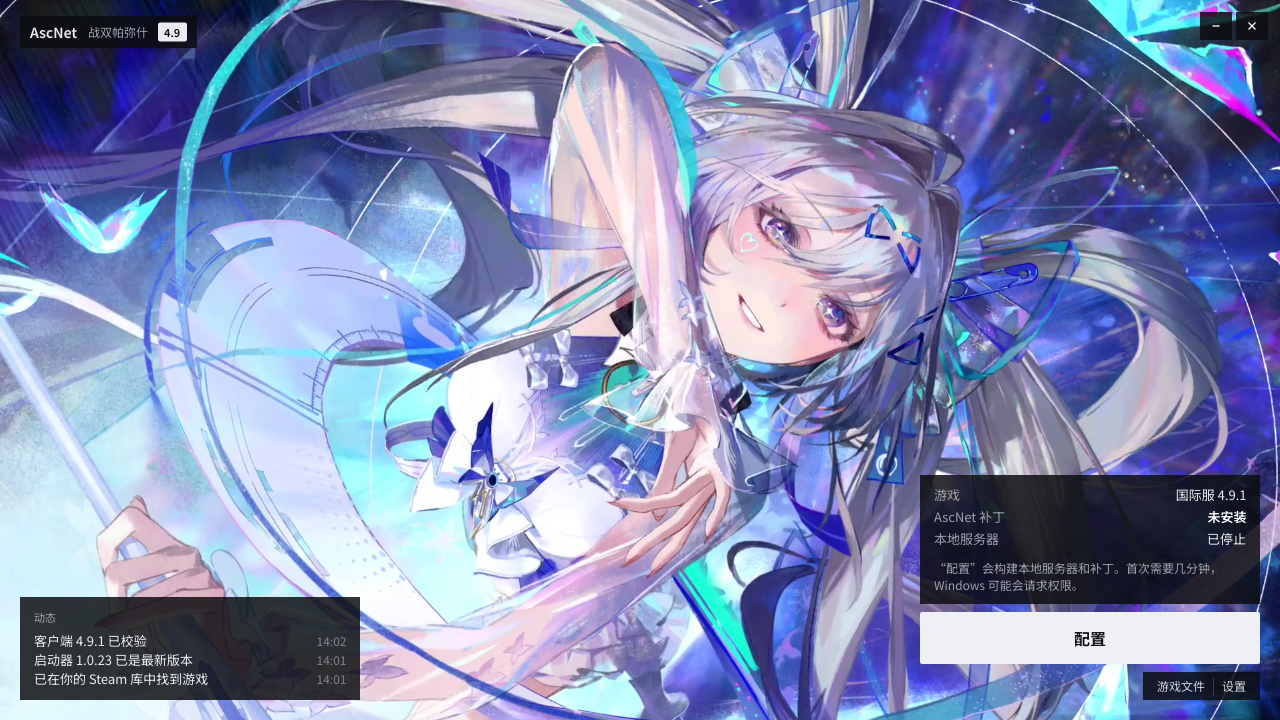 AscNet 战双帕弥什 4.9
游戏 国际服 4.9.1
AscNet 补丁 未安装
本地服务器 已停止
“配置”会构建本地服务器和补丁。首次需要几分钟，
Windows 可能会请求权限。
配置
游戏文件 设置
动态
客户端 4.9.1 已校验 14:02
启动器 1.0.23 已是最新版本 14:01
已在你的 Steam 库中找到游戏 14:01